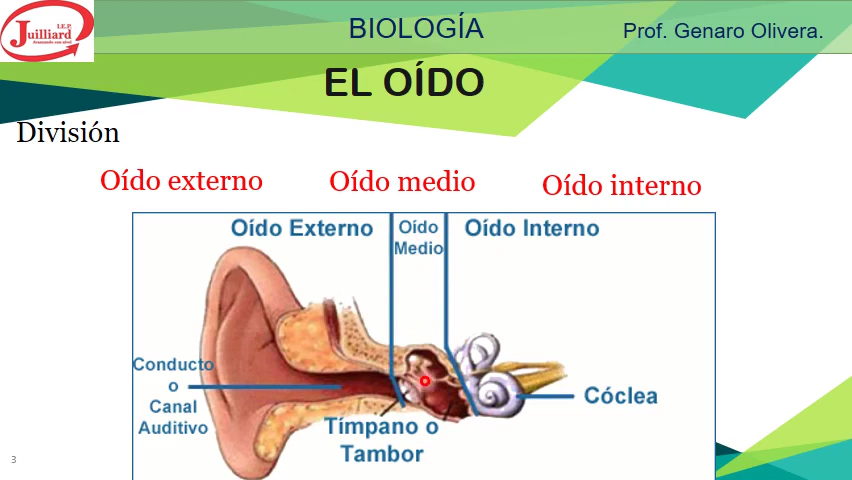 I.E.P.
Juilliard
BIOLOGÍA
Prof. Genaro Olivera.
EL OÍDO
División
Oído externo
Oído medio
Oído interno
Oído Externo
Oído
Medio
Oído Interno
Conducto
o
Canal
Auditivo
Tímpano o
Tambor
Cóclea
3